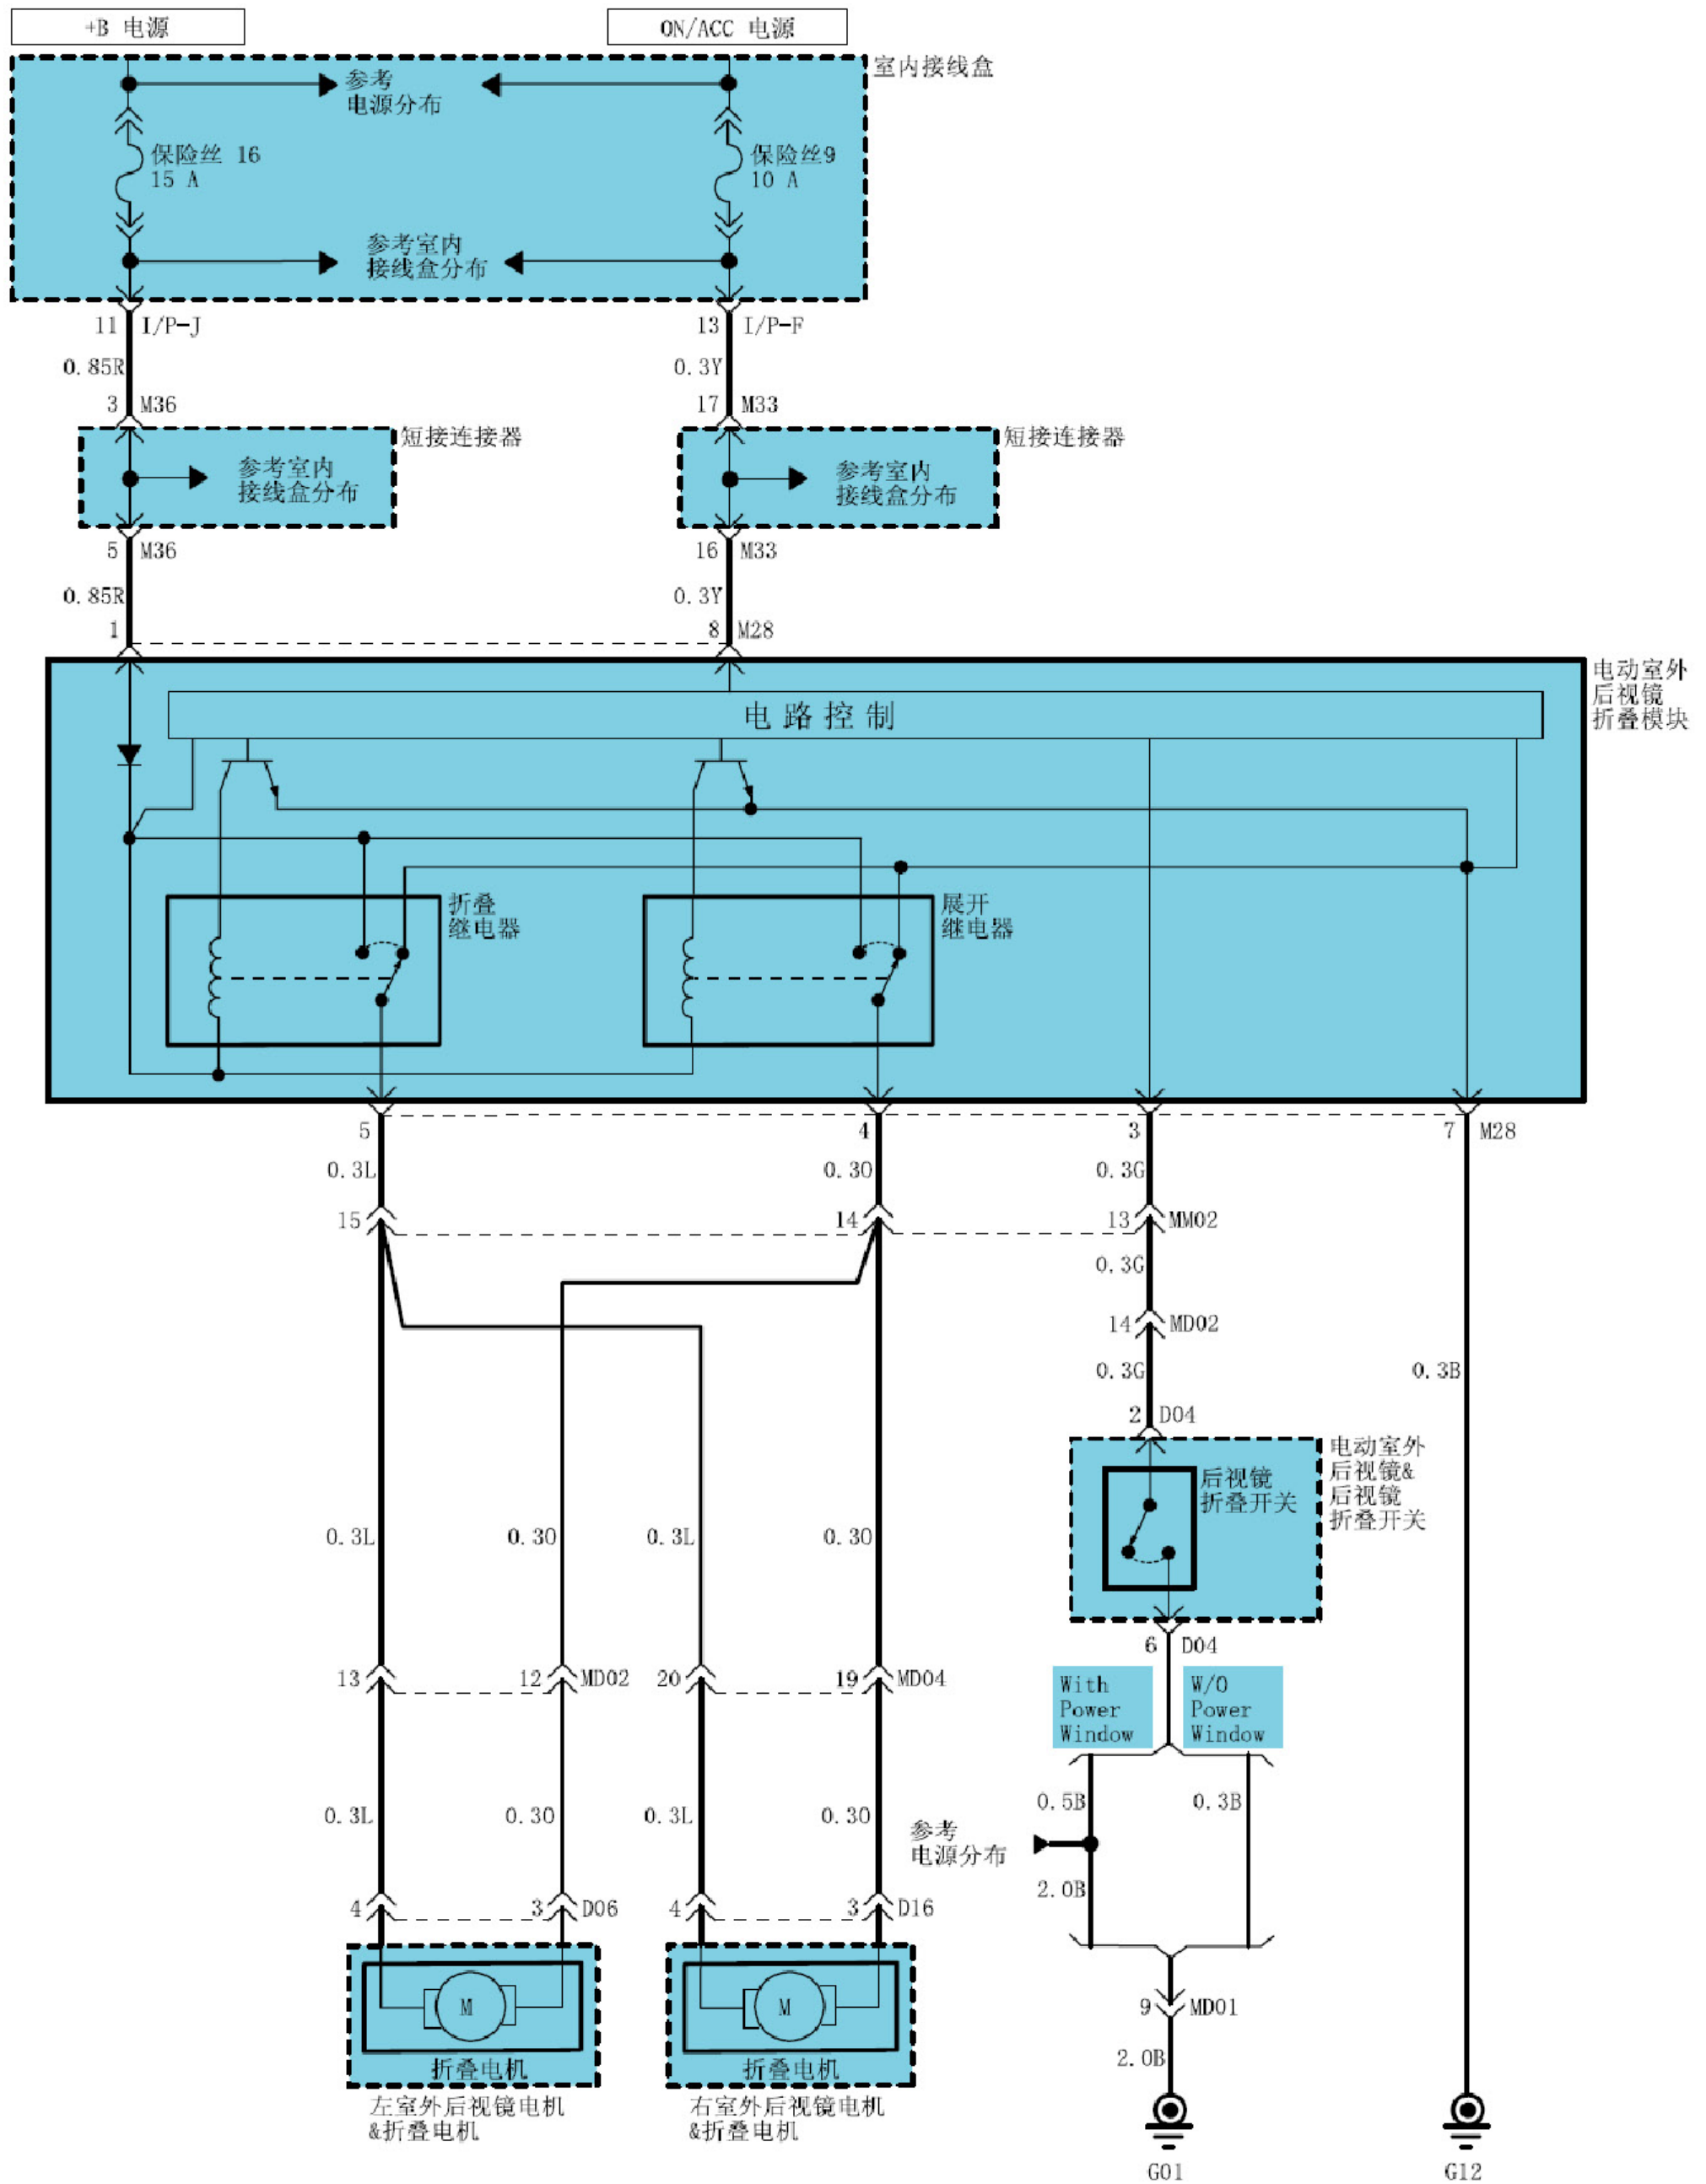 +B 电源
ON/ACC 电源
室内接线盒
参考
电源分布
保险丝 16
15 A
保险丝9
10 A
参考室内
接线盒分布
11 I/P-J
13 I/P-F
0.85R
0.3Y
3 M36
17 M33
短接连接器
短接连接器
参考室内
接线盒分布
参考室内
接线盒分布
5 M36
16 M33
0.85R
0.3Y
1
8 M28
电动室外
后视镜
折叠模块
电路控制
折叠
继电器
展开
继电器
5
4
3
7 M28
0.3L
0.3O
0.3G
15
14
13 MM02
0.3G
14 MD02
0.3G
0.3B
2 D04
电动室外
后视镜&
后视镜
折叠开关
后视镜
折叠开关
0.3L
0.3O
0.3L
0.3O
6 D04
13
12 MD02
20
19 MD04
With
Power
Window
W/O
Power
Window
0.3L
0.3O
0.3L
0.3O
0.5B
0.3B
参考
电源分布
2.0B
4
3 D06
4
3 D16
M
M
9 MD01
折叠电机
折叠电机
2.0B
左室外后视镜电机
&折叠电机
右室外后视镜电机
&折叠电机
G01
G12